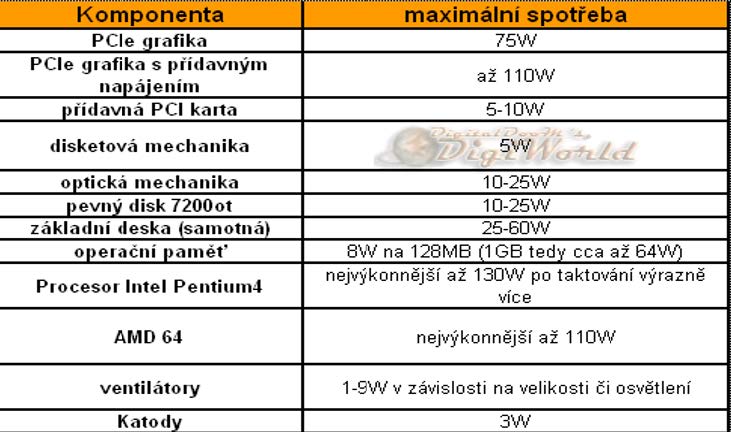 Komponenta maximální spotřeba
PCIe grafika 75W
PCIe grafika s přídavným
napájením
až 110W
přídavná PCI karta 5-10W
disketová mechanika 5W
DigitalDooM´s,
DigiWorld
optická mechanika 10-25W
pevný disk 7200ot 10-25W
základní deska (samotná) 25-60W
operační paměť 8W na 128MB (1GB tedy cca až 64W)
Procesor Intel Pentium4
nejvýkonnější až 130W po taktování výrazně
více
AMD 64 nejvýkonnější až 110W
ventilátory 1-9W v závislosti na velikosti či osvětlení
Katody 3W